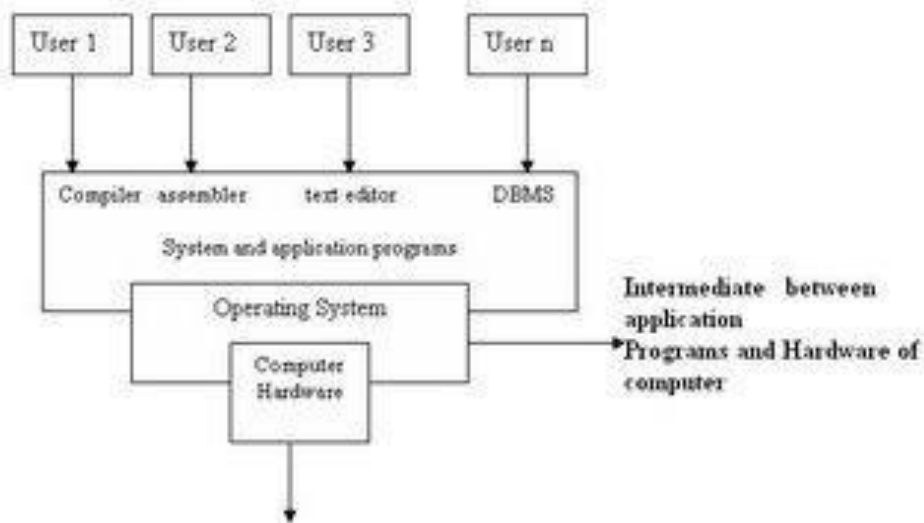 User 1
User 2
User 3
User n
Compiler assembler text editor DBMS
System and application programs
Operating System
Computer
Hardware
Intermediate between
application
Programs and Hardware of
computer